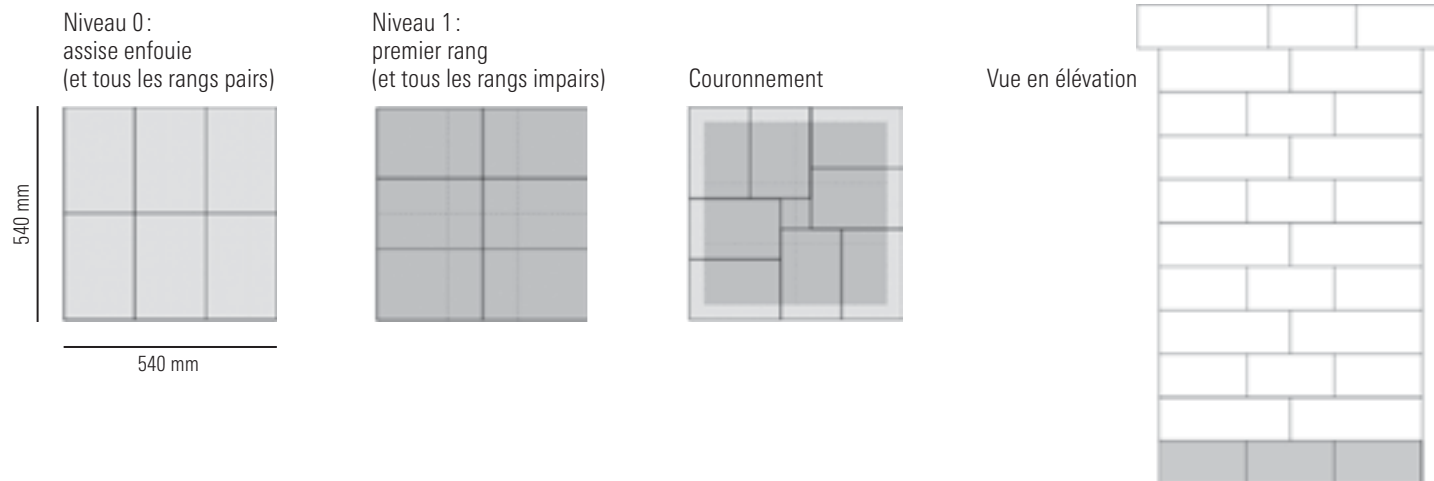 Niveau 0 :
assise enfouie
(et tous les rangs pairs)
540 mm
540 mm
Niveau 1 :
premier rang
(et tous les rangs impairs)
Couronnement
Vue en élévation